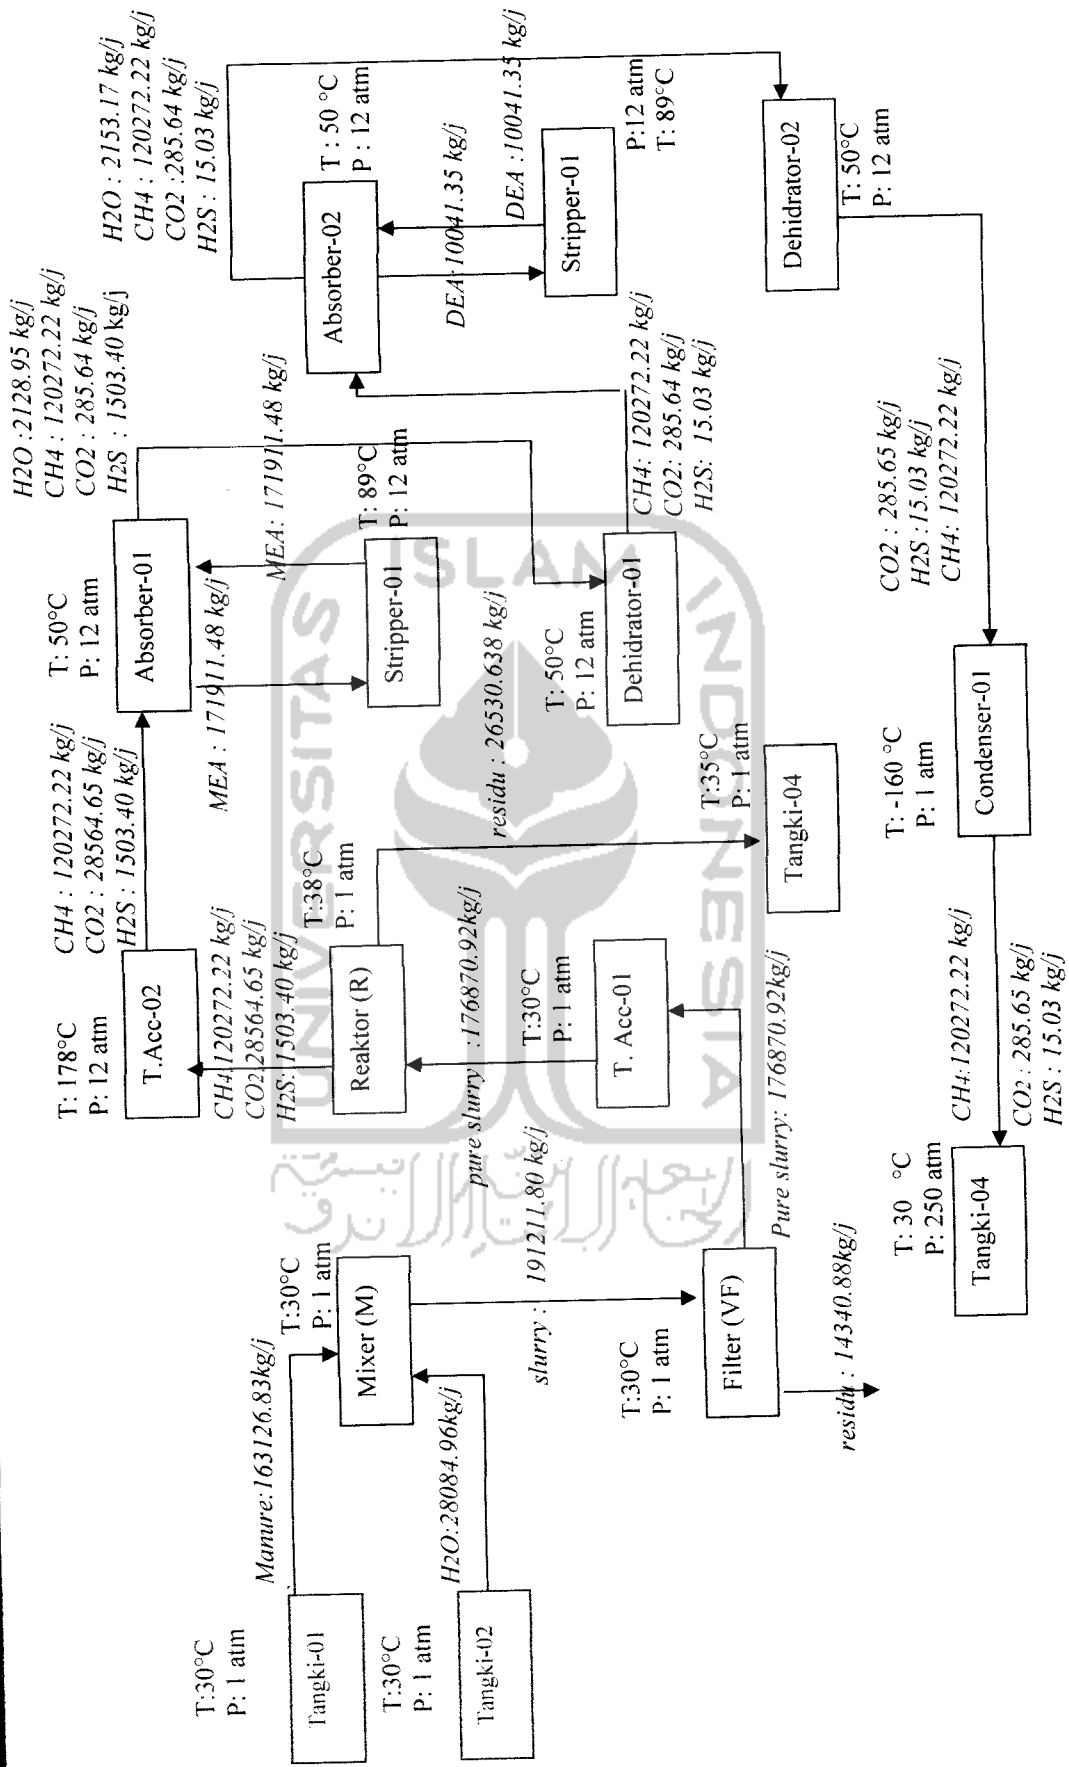 T:30°C
P: 1 atm
Tangki-01
Manure:163126.83kg/j
T:30°C
P: 1 atm
Tangki-02
H2O:28084.96kg/j
T:30°C
P: 1 atm
Mixer (M)
slurry : 191211.80 kg/j
T:30°C
P: 1 atm
Filter (VF)
residu : 14340.88kg/j
Pure slurry: 176870.92kg/j
T:30°C
P: 1 atm
T. Acc-01
pure slurry :176870.92kg/j
T:38°C
P: 1 atm
Reaktor (R)
residu : 26530.638 kg/j
T:35°C
P: 1 atm
Tangki-04
CH4:120272.22 kg/j
CO2:28564.65 kg/j
H2S:1503.40 kg/j
T: 178°C
P: 12 atm
T.Acc-02
CH4 : 120272.22 kg/j
CO2 : 28564.65 kg/j
H2S : 1503.40 kg/j
T: 50°C
P: 12 atm
Absorber-01
MEA : 171911.48 kg/j
MEA: 171911.48 kg/j
T: 89°C
P: 12 atm
Stripper-01
H2O :2128.95 kg/j
CH4 : 120272.22 kg/j
CO2 : 285.64 kg/j
H2S : 1503.40 kg/j
T: 50°C
P: 12 atm
Dehidrator-01
CH4: 120272.22 kg/j
CO2: 285.64 kg/j
H2S: 15.03 kg/j
T : 50 °C
P : 12 atm
Absorber-02
DEA:10041.35 kg/j
DEA :10041.35 kg/j
Stripper-01
P:12 atm
T: 89°C
H2O : 2153.17 kg/j
CH4 : 120272.22 kg/j
CO2 :285.64 kg/j
H2S : 15.03 kg/j
Dehidrator-02
T: 50°C
P: 12 atm
CO2 : 285.65 kg/j
H2S :15.03 kg/j
CH4: 120272.22 kg/j
T: -160 °C
P: 1 atm
Condenser-01
CH4:120272.22 kg/j
CO2 : 285.65 kg/j
H2S : 15.03 kg/j
T: 30 °C
P: 250 atm
Tangki-04
UNIVERSITAS
ISLAM
INDONESIA